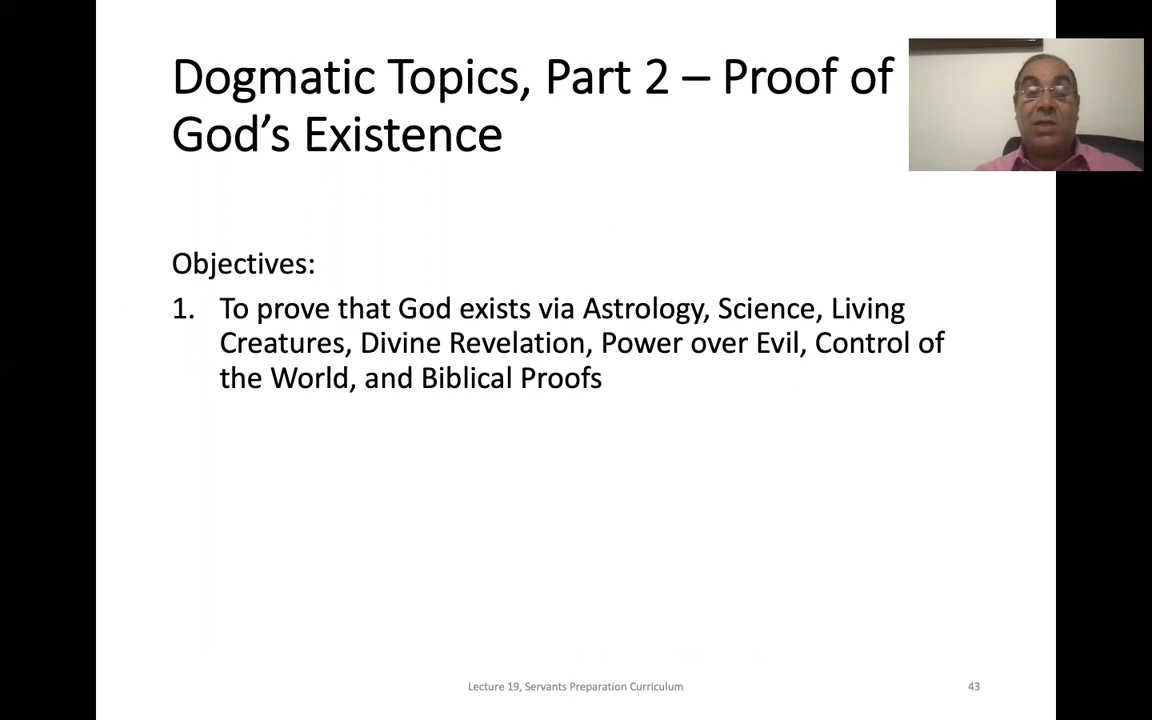 Dogmatic Topics, Part 2 – Proof of
God’s Existence
Objectives:
1. To prove that God exists via Astrology, Science, Living
Creatures, Divine Revelation, Power over Evil, Control of
the World, and Biblical Proofs
Lecture 19, Servants Preparation Curriculum
43